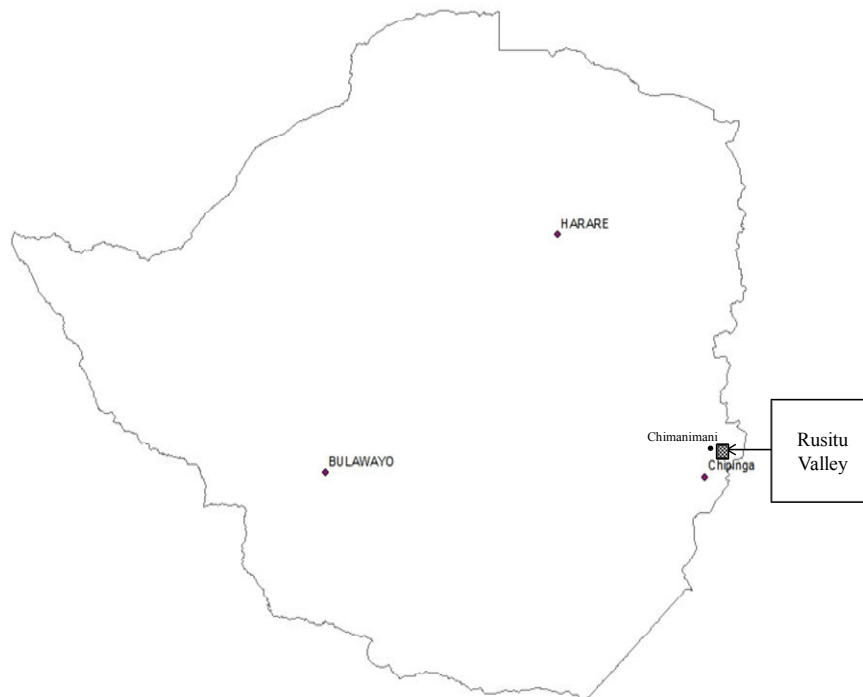 HARARE
Chimanimani
Rusitu
Valley
BULAWAYO
Chipinga